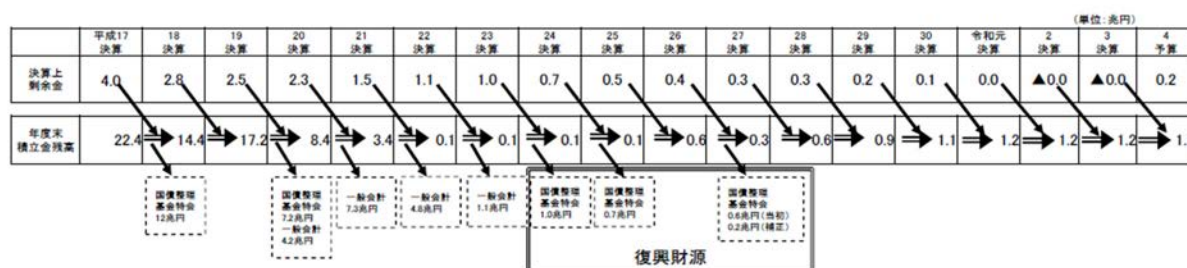 （単位：兆円）
平成17 18 19 20 21 22 23 24 25 26 27 28 29 30 令和元 2 3 4
決算 決算 決算 決算 決算 決算 決算 決算 決算 決算 決算 決算 決算 決算 決算 決算 決算 予算
決算上
剰余金
4.0 2.8 2.5 2.3 1.5 1.1 1.0 0.7 0.5 0.4 0.3 0.3 0.2 0.1 0.0 ▲0.0 ▲0.0 0.2
年度末
積立金残高
22.4 14.4 17.2 8.4 3.4 0.1 0.1 0.1 0.1 0.6 0.3 0.6 0.9 1.1 1.2 1.2 1.2
国債整理
基金特会
12兆円
国債整理
基金特会
7.2兆円
一般会計
4.2兆円
一般会計
7.3兆円
一般会計
4.8兆円
一般会計
1.1兆円
国債整理
基金特会
1.0兆円
国債整理
基金特会
0.7兆円
国債整理
基金特会
0.6兆円(当初)
0.2兆円(補正)
復興財源